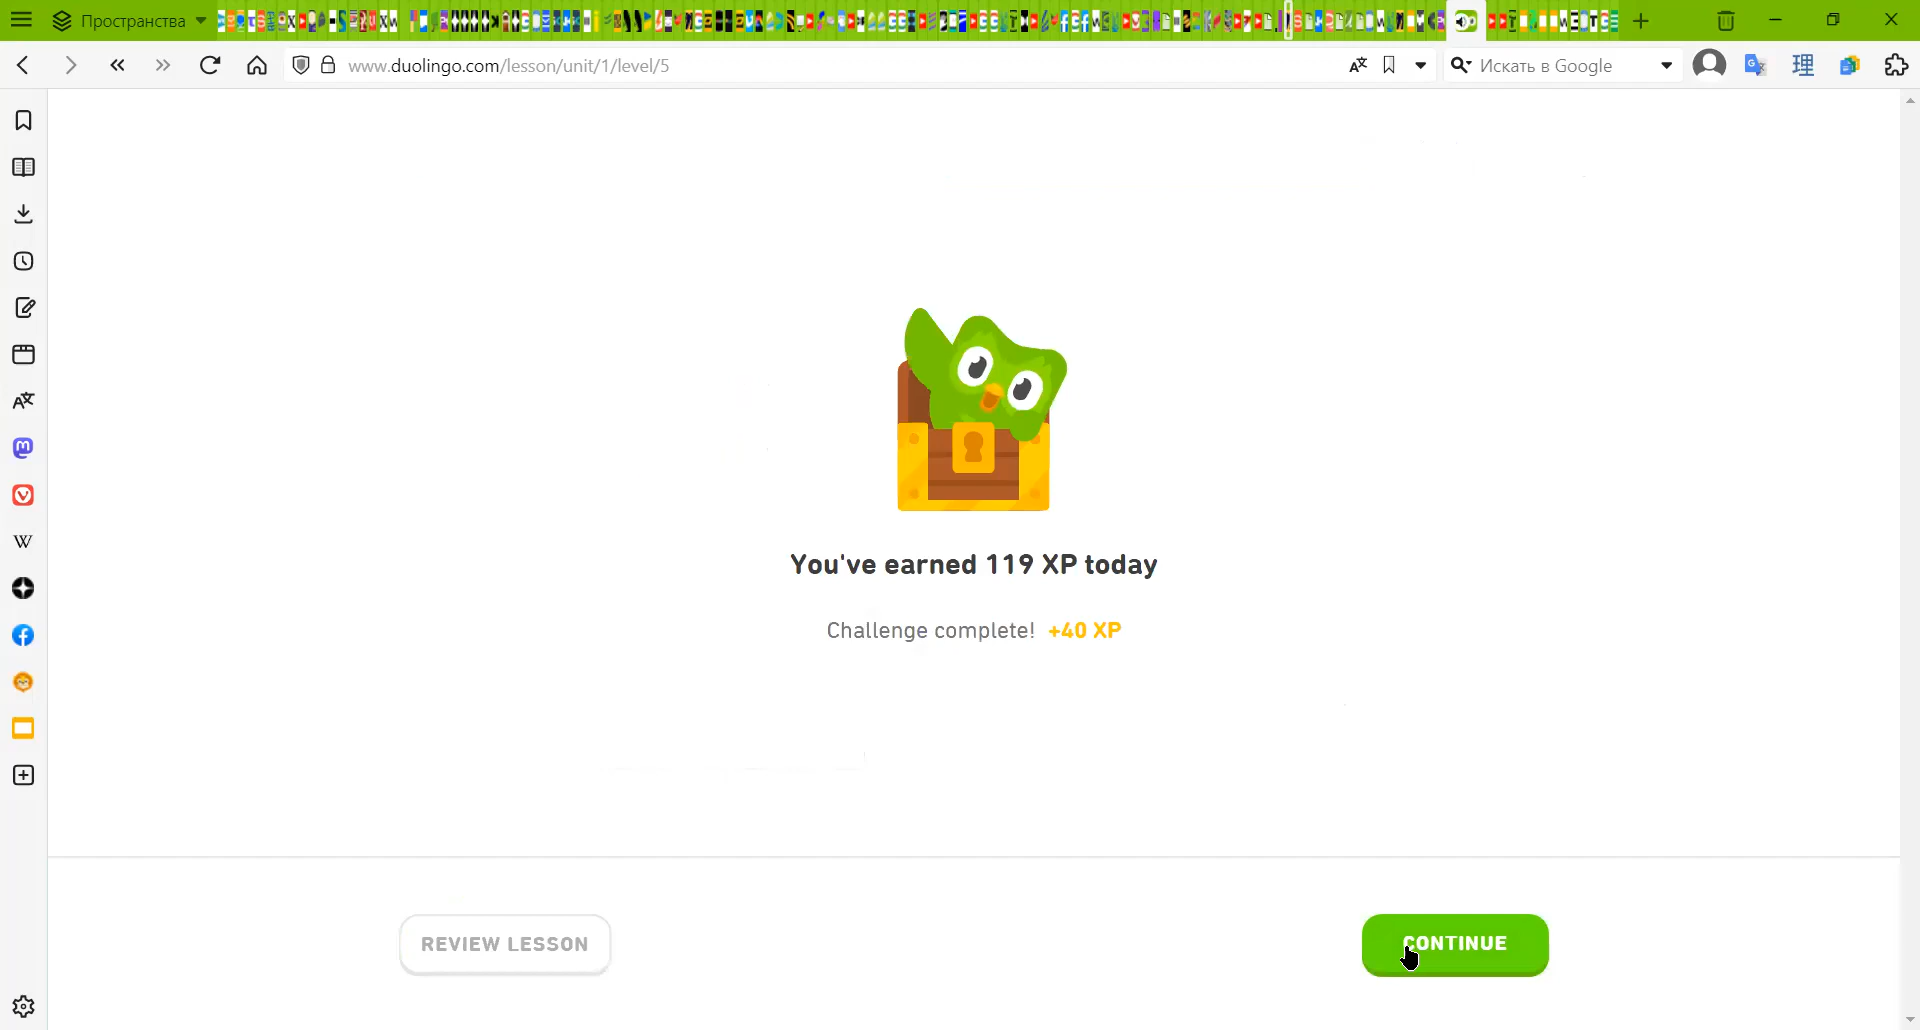 Пространства
www.duolingo.com/lesson/unit/1/level/5
Искать в Google
You've earned 119 XP today
Challenge complete! +40 XP
REVIEW LESSON
CONTINUE